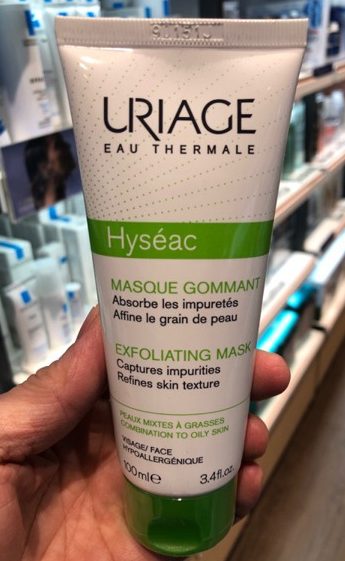 URIAGE
EAU THERMALE
Hyséac
MASQUE GOMMANT
Absorbe les impuretés
Affine le grain de peau
EXFOLIATING MASK
Captures impurities
Refines skin texture
PEAUX MIXTES À GRASSES
COMBINATION TO OILY SKIN
VISAGE/ FACE
HYPOALLERGÉNIQUE
100ml℮ 3.4fl.oz.